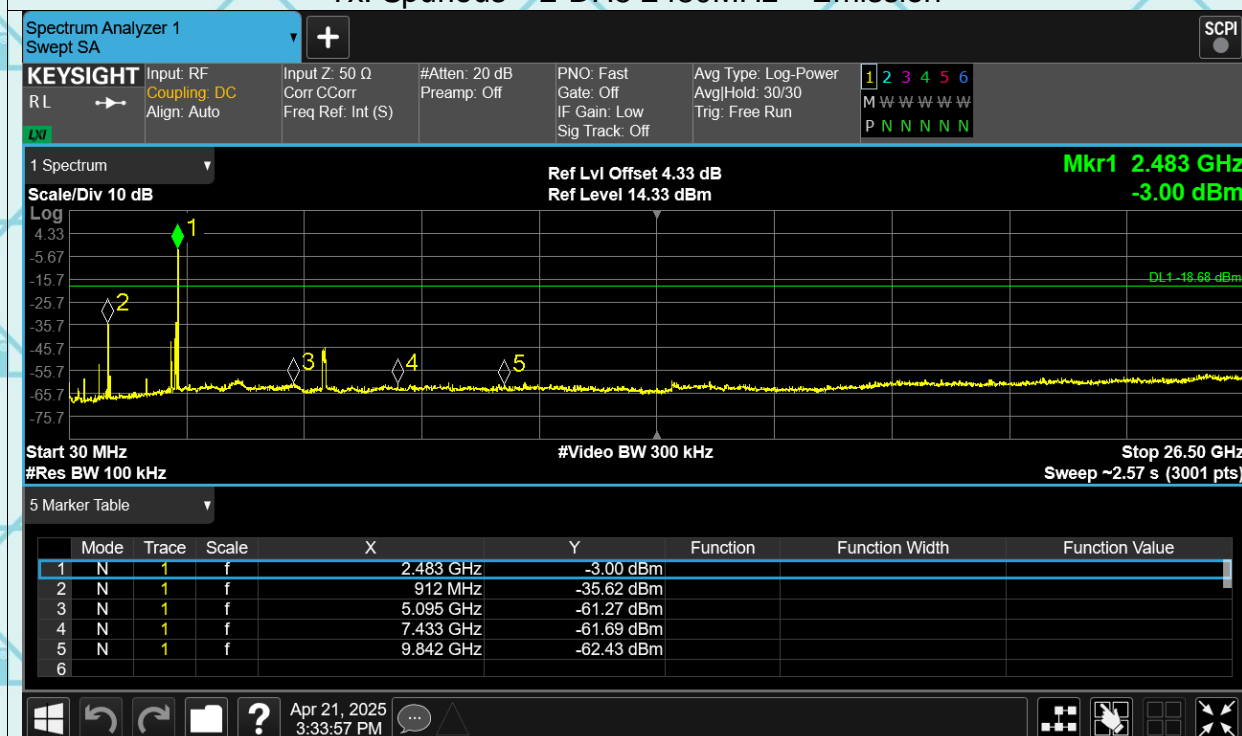 Tx. Spurious 2-DH5 2480MHz Emission
Spectrum Analyzer 1
Swept SA
+
SCPI
KEYSIGHT
RL
LXI
Input: RF
Coupling: DC
Align: Auto
Input Z: 50 Ω
Corr CCorr
Freq Ref: Int (S)
#Atten: 20 dB
Preamp: Off
PNO: Fast
Gate: Off
IF Gain: Low
Sig Track: Off
Avg Type: Log-Power
Avg|Hold: 30/30
Trig: Free Run
1 2 3 4 5 6
M W W W W W
P N N N N N
1 Spectrum
Scale/Div 10 dB
Ref Lvl Offset 4.33 dB
Ref Level 14.33 dBm
Mkr1 2.483 GHz
-3.00 dBm
Log
4.33
-5.67
-15.7
-25.7
-35.7
-45.7
-55.7
-65.7
-75.7
1
2
3
4
5
DL1 -18.68 dBm
Start 30 MHz
#Res BW 100 kHz
#Video BW 300 kHz
Stop 26.50 GHz
Sweep ~2.57 s (3001 pts)
5 Marker Table
Mode Trace Scale X Y Function Function Width Function Value
1 N 1 f 2.483 GHz -3.00 dBm
2 N 1 f 912 MHz -35.62 dBm
3 N 1 f 5.095 GHz -61.27 dBm
4 N 1 f 7.433 GHz -61.69 dBm
5 N 1 f 9.842 GHz -62.43 dBm
6
?
Apr 21, 2025
3:33:57 PM